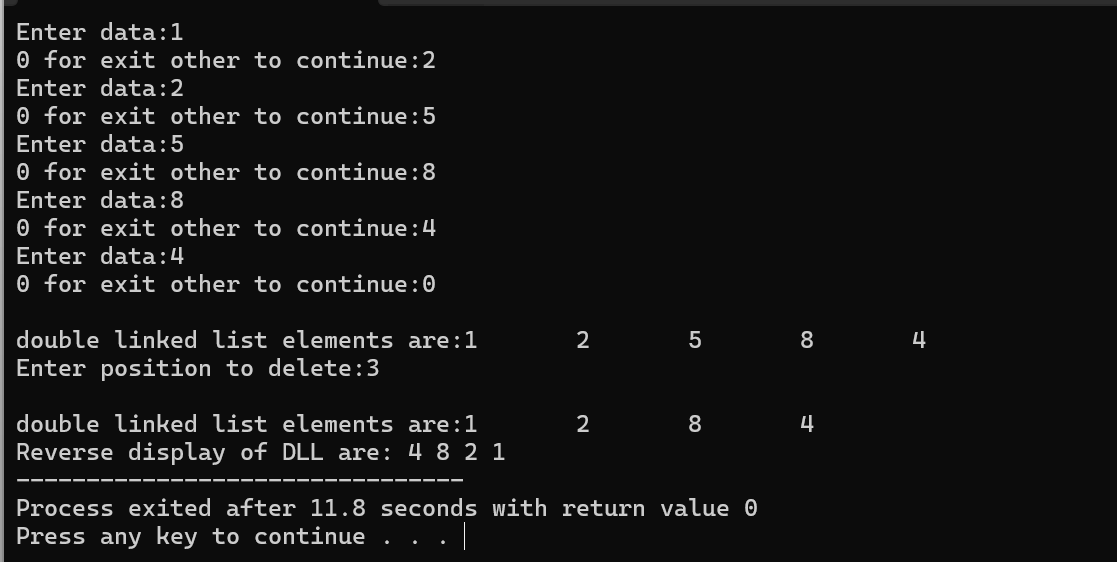 Enter data:1
0 for exit other to continue:2
Enter data:2
0 for exit other to continue:5
Enter data:5
0 for exit other to continue:8
Enter data:8
0 for exit other to continue:4
Enter data:4
0 for exit other to continue:0
double linked list elements are:1       2       5       8       4
Enter position to delete:3
double linked list elements are:1       2       8       4
Reverse display of DLL are: 4 8 2 1
--------------------------------
Process exited after 11.8 seconds with return value 0
Press any key to continue . . .